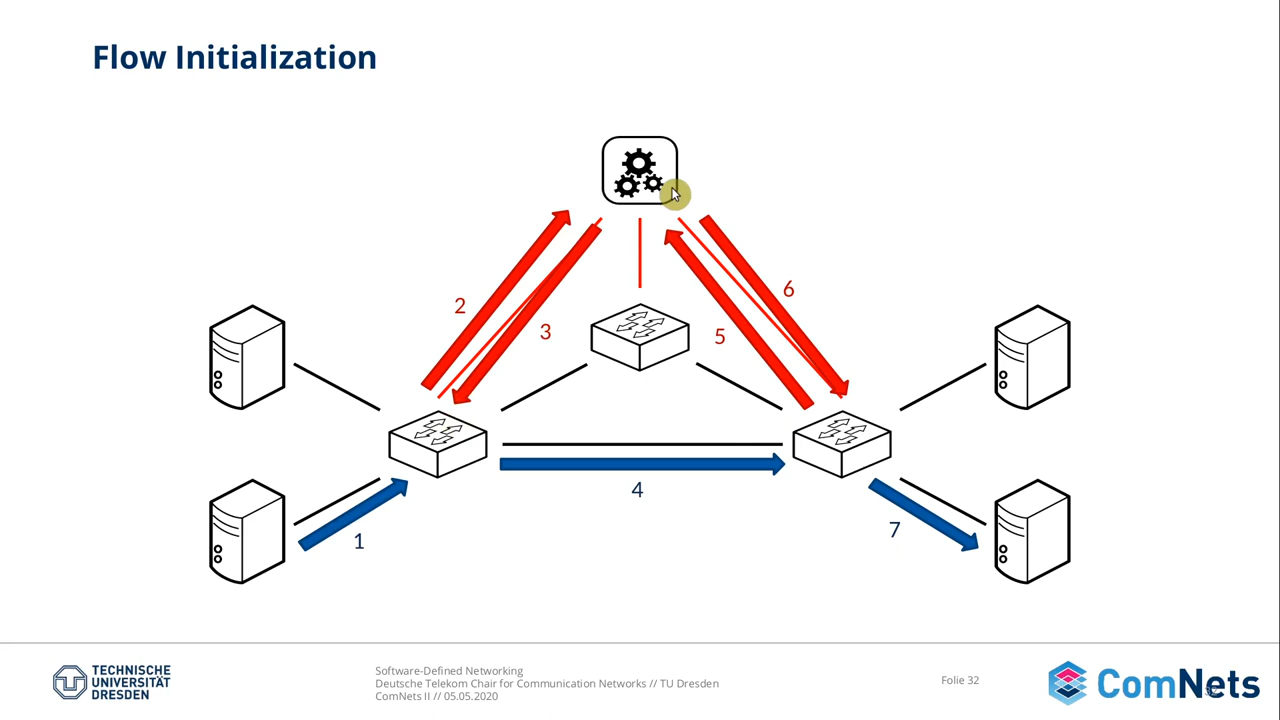 Flow Initialization
2
3
5
6
4
1
7
TECHNISCHE
UNIVERSITÄT
DRESDEN
Software-Defined Networking
Deutsche Telekom Chair for Communication Networks // TU Dresden
ComNets II // 05.05.2020
Folie 32
ComNets